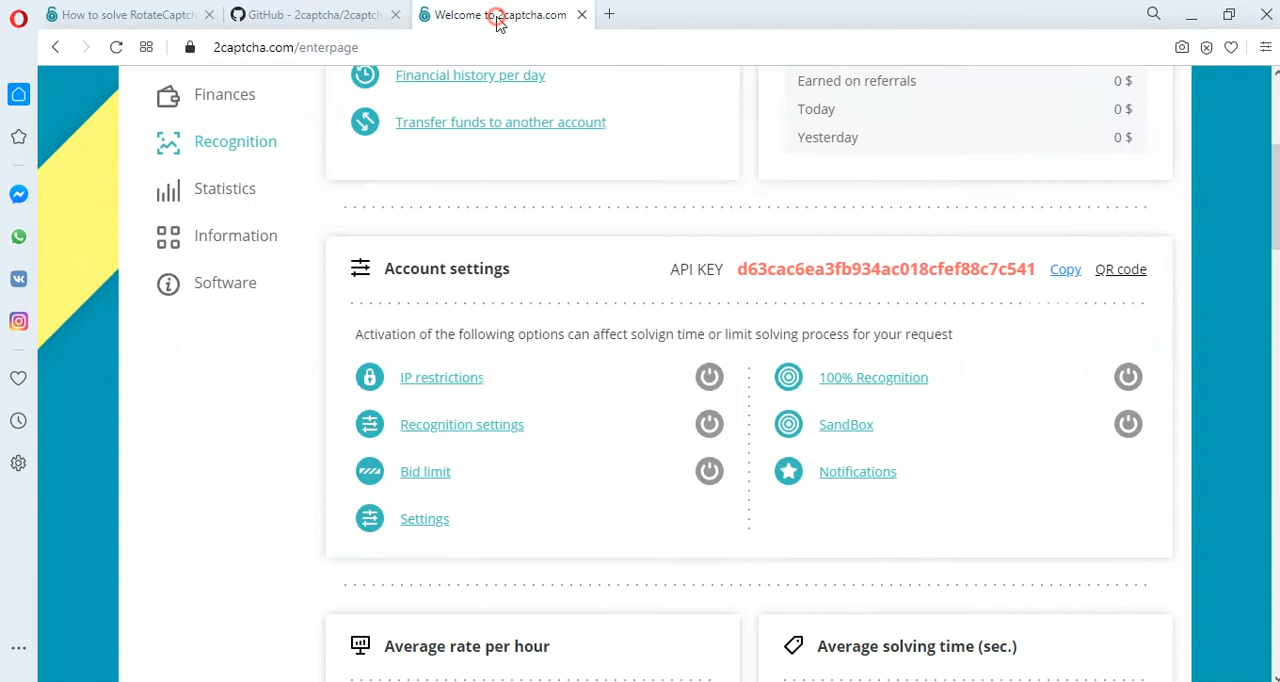 How to solve RotateCaptch
GitHub - 2captcha/2captch
Welcome to 2captcha.com
2captcha.com/enterpage
Finances
Recognition
Statistics
Information
Software
Financial history per day
Transfer funds to another account
Earned on referrals 0 $
Today 0 $
Yesterday 0 $
Account settings API KEY d63cac6ea3fb934ac018cfef88c7c541 Copy QR code
Activation of the following options can affect solvign time or limit solving process for your request
IP restrictions 100% Recognition
Recognition settings SandBox
Bid limit Notifications
Settings
Average rate per hour Average solving time (sec.)